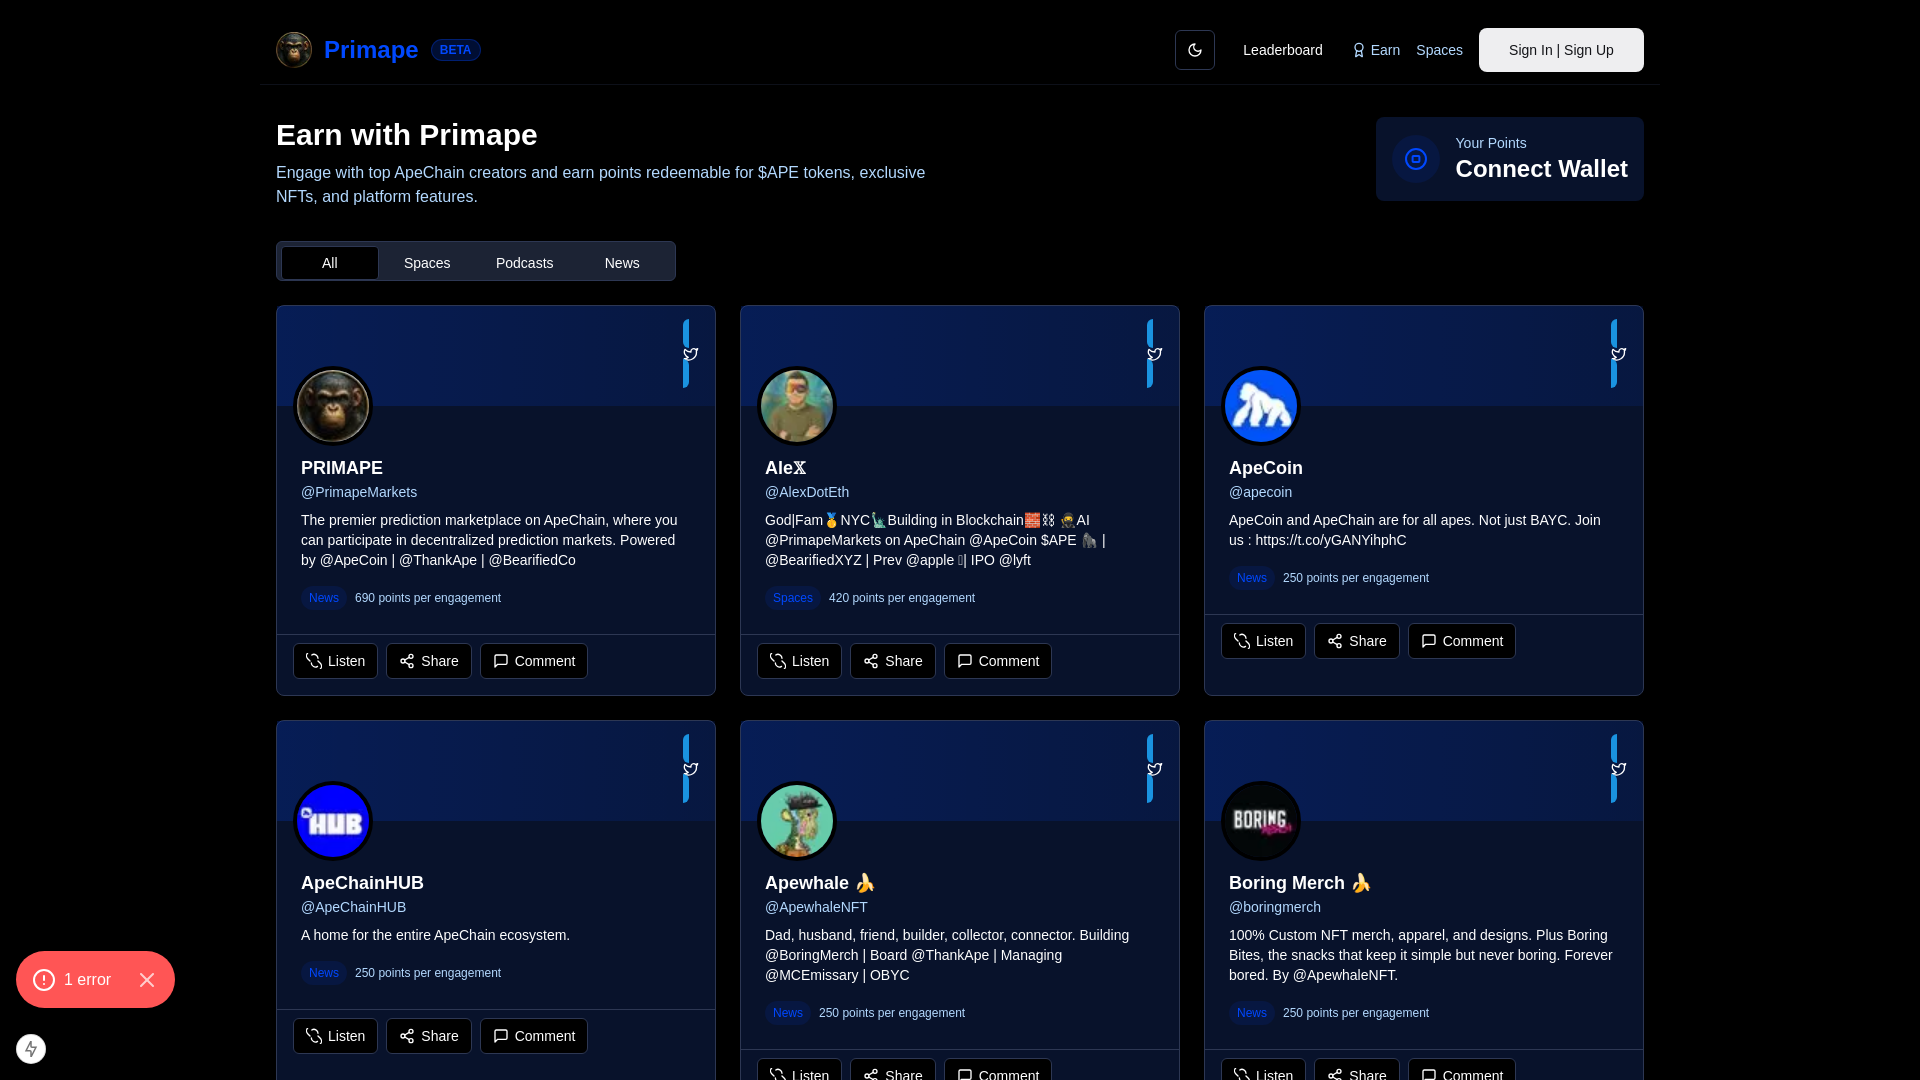 Primape BETA
Leaderboard Earn Spaces Sign In | Sign Up
Earn with Primape
Engage with top ApeChain creators and earn points redeemable for $APE tokens, exclusive
NFTs, and platform features.
Your Points
Connect Wallet
All Spaces Podcasts News
PRIMAPE
@PrimapeMarkets
The premier prediction marketplace on ApeChain, where you
can participate in decentralized prediction markets. Powered
by @ApeCoin | @ThankApe | @BearifiedCo
News 690 points per engagement
Listen Share Comment
Ale𝕏
@AlexDotEth
God|Fam🥇NYC🗽Building in Blockchain🧱⛓ 🥷AI
@PrimapeMarkets on ApeChain @ApeCoin $APE 🦍 |
@BearifiedXYZ | Prev @apple | IPO @lyft
Spaces 420 points per engagement
Listen Share Comment
ApeCoin
@apecoin
ApeCoin and ApeChain are for all apes. Not just BAYC. Join
us : https://t.co/yGANYihphC
News 250 points per engagement
Listen Share Comment
HUB
ApeChainHUB
@ApeChainHUB
A home for the entire ApeChain ecosystem.
News 250 points per engagement
Listen Share Comment
Apewhale 🍌
@ApewhaleNFT
Dad, husband, friend, builder, collector, connector. Building
@BoringMerch | Board @ThankApe | Managing
@MCEmissary | OBYC
News 250 points per engagement
Listen Share Comment
BORING
MERCH
Boring Merch 🍌
@boringmerch
100% Custom NFT merch, apparel, and designs. Plus Boring
Bites, the snacks that keep it simple but never boring. Forever
bored. By @ApewhaleNFT.
News 250 points per engagement
Listen Share Comment
1 error